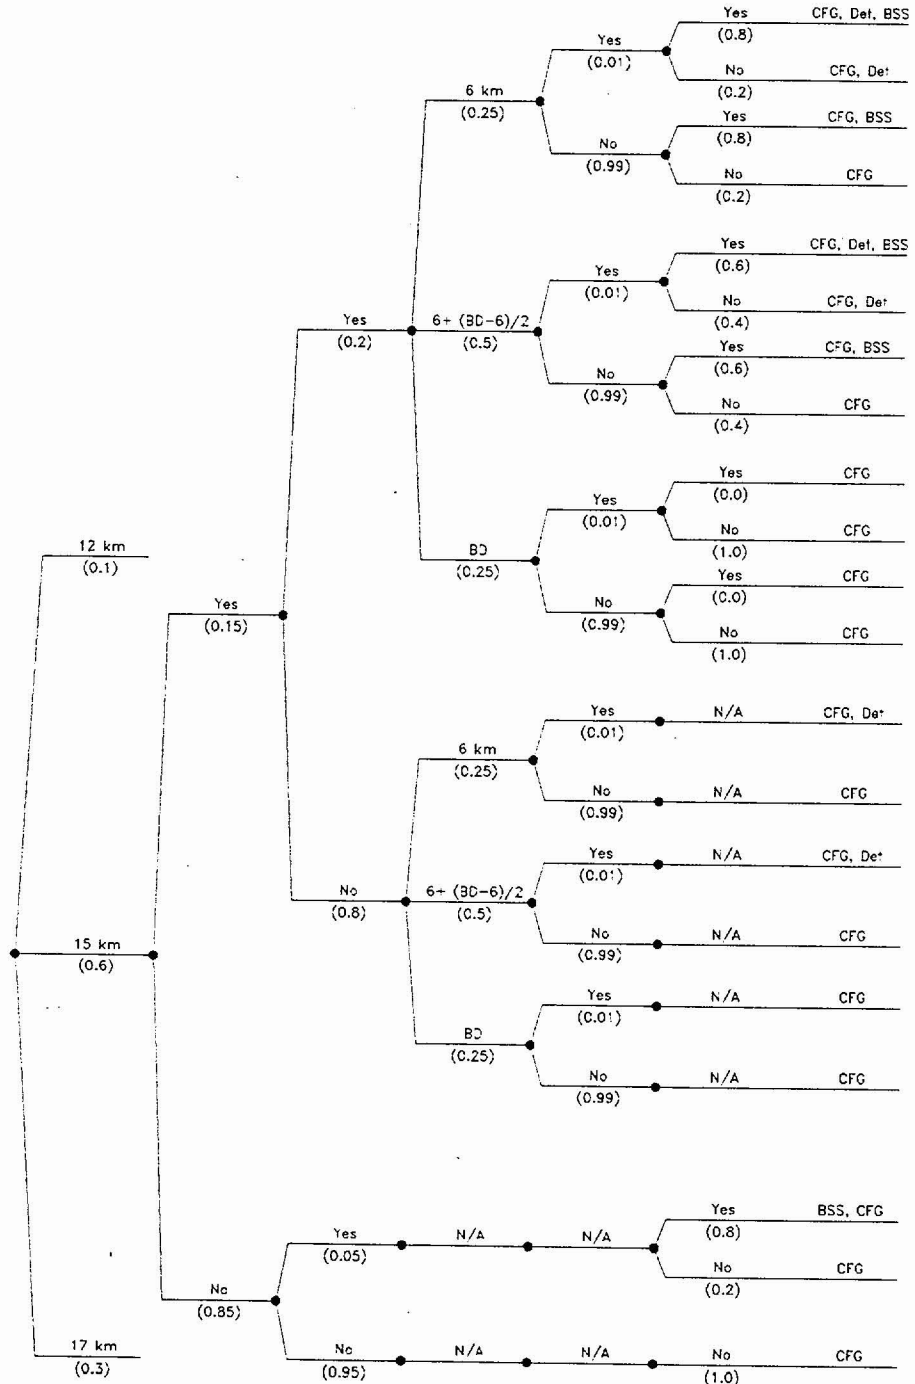 Yes CFG, Det, BSS
(0.8)
Yes
(0.01)
No CFG, Det
(0.2)
6 km
(0.25)
Yes CFG, BSS
(0.8)
No
(0.99)
No CFG
(0.2)
Yes CFG, Det, BSS
(0.6)
Yes
(0.01)
No CFG, Det
(0.4)
Yes
(0.2)
6+ (BD-6)/2
(0.5)
Yes CFG, BSS
(0.6)
No
(0.99)
No CFG
(0.4)
Yes CFG
(0.0)
Yes
(0.01)
No CFG
(1.0)
12 km
(0.1)
BD
(0.25)
Yes CFG
(0.0)
Yes
(0.15)
No
(0.99)
No CFG
(1.0)
Yes N/A CFG, Det
(0.01)
6 km
(0.25)
No N/A CFG
(0.99)
Yes N/A CFG, Det
(0.01)
No
(0.8)
6+ (BD-6)/2
(0.5)
No N/A CFG
(0.99)
15 km
(0.6)
Yes N/A CFG
(0.01)
BD
(0.25)
No N/A CFG
(0.99)
Yes BSS, CFG
(0.8)
Yes N/A N/A
(0.05)
No CFG
(0.2)
No
(0.85)
17 km
(0.3)
No N/A N/A No CFG
(0.95) (1.0)